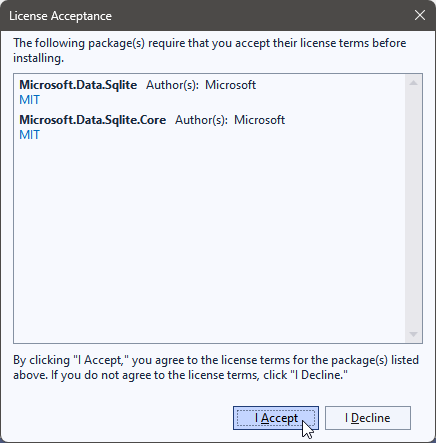 License Acceptance
The following package(s) require that you accept their license terms before
installing.
Microsoft.Data.Sqlite Author(s): Microsoft
MIT
Microsoft.Data.Sqlite.Core Author(s): Microsoft
MIT
By clicking "I Accept," you agree to the license terms for the package(s) listed
above. If you do not agree to the license terms, click "I Decline."
I Accept I Decline